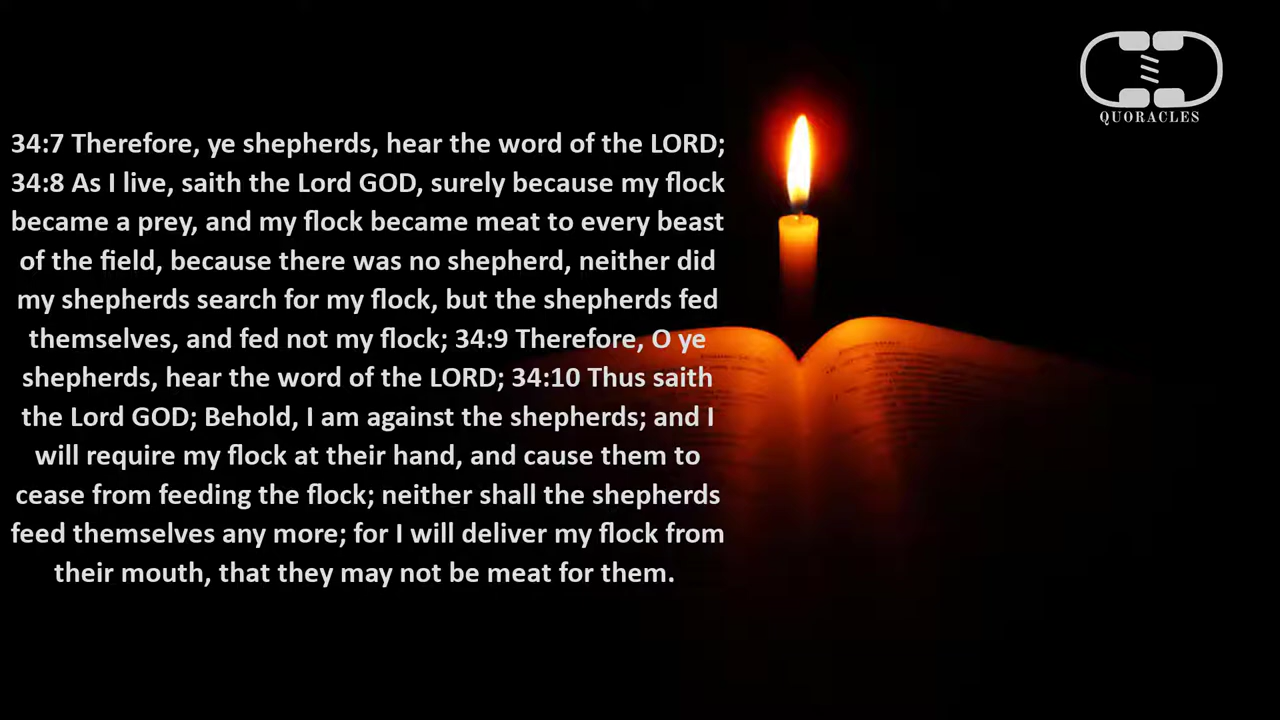 QUORACLES
34:7 Therefore, ye shepherds, hear the word of the LORD;
34:8 As I live, saith the Lord GOD, surely because my flock
became a prey, and my flock became meat to every beast
of the field, because there was no shepherd, neither did
my shepherds search for my flock, but the shepherds fed
themselves, and fed not my flock; 34:9 Therefore, O ye
shepherds, hear the word of the LORD; 34:10 Thus saith
the Lord GOD; Behold, I am against the shepherds; and I
will require my flock at their hand, and cause them to
cease from feeding the flock; neither shall the shepherds
feed themselves any more; for I will deliver my flock from
their mouth, that they may not be meat for them.